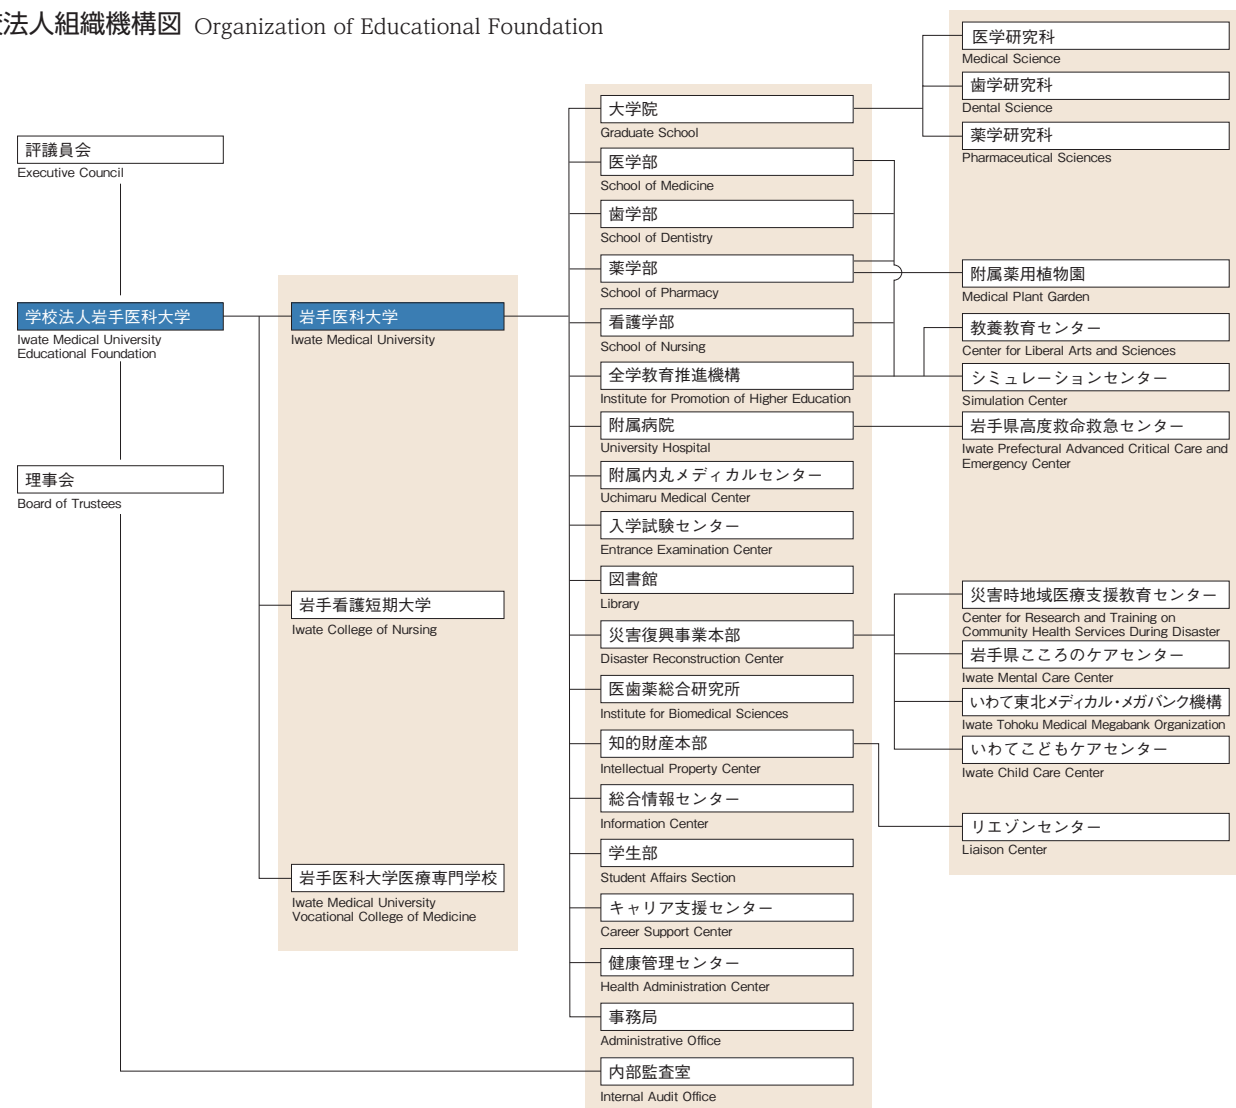 法人組織機構図 Organization of Educational Foundation
評議員会
Executive Council
学校法人岩手医科大学
Iwate Medical University
Educational Foundation
理事会
Board of Trustees
岩手医科大学
Iwate Medical University
岩手看護短期大学
Iwate College of Nursing
岩手医科大学医療専門学校
Iwate Medical University
Vocational College of Medicine
大学院
Graduate School
医学部
School of Medicine
歯学部
School of Dentistry
薬学部
School of Pharmacy
看護学部
School of Nursing
全学教育推進機構
Institute for Promotion of Higher Education
附属病院
University Hospital
附属内丸メディカルセンター
Uchimaru Medical Center
入学試験センター
Entrance Examination Center
図書館
Library
災害復興事業本部
Disaster Reconstruction Center
医歯薬総合研究所
Institute for Biomedical Sciences
知的財産本部
Intellectual Property Center
総合情報センター
Information Center
学生部
Student Affairs Section
キャリア支援センター
Career Support Center
健康管理センター
Health Administration Center
事務局
Administrative Office
内部監査室
Internal Audit Office
医学研究科
Medical Science
歯学研究科
Dental Science
薬学研究科
Pharmaceutical Sciences
附属薬用植物園
Medical Plant Garden
教養教育センター
Center for Liberal Arts and Sciences
シミュレーションセンター
Simulation Center
岩手県高度救命救急センター
Iwate Prefectural Advanced Critical Care and
Emergency Center
災害時地域医療支援教育センター
Center for Research and Training on
Community Health Services During Disaster
岩手県こころのケアセンター
Iwate Mental Care Center
いわて東北メディカル・メガバンク機構
Iwate Tohoku Medical Megabank Organization
いわてこどもケアセンター
Iwate Child Care Center
リエゾンセンター
Liaison Center